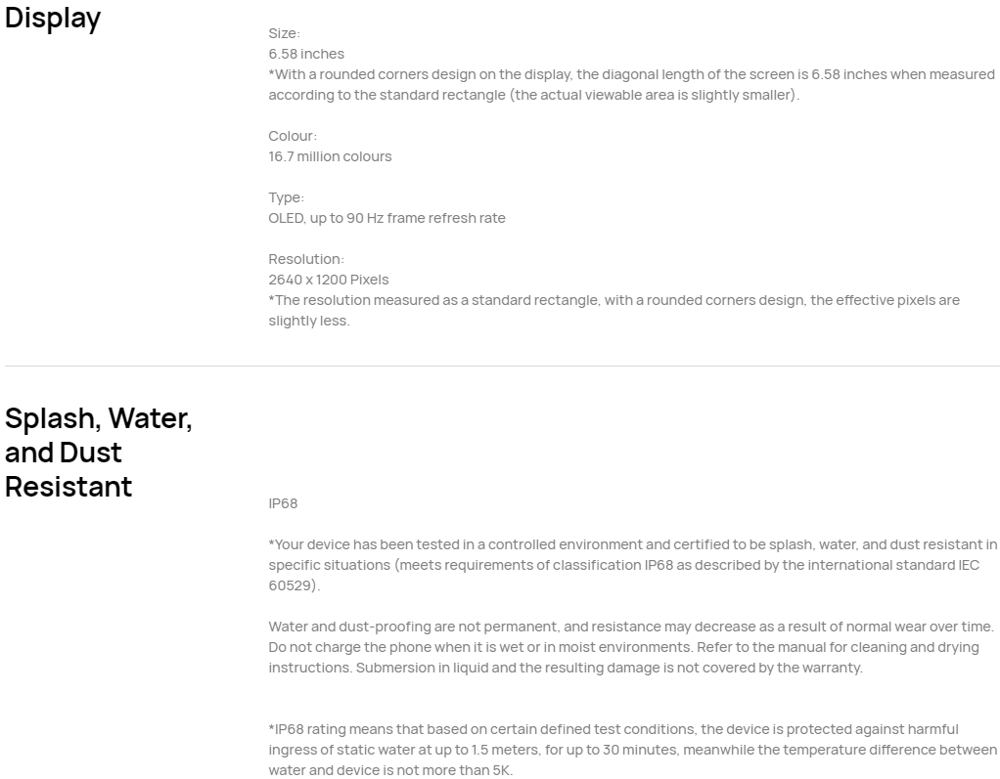 Display
Size:
6.58 inches
*With a rounded corners design on the display, the diagonal length of the screen is 6.58 inches when measured
according to the standard rectangle (the actual viewable area is slightly smaller).
Colour:
16.7 million colours
Type:
OLED, up to 90 Hz frame refresh rate
Resolution:
2640 x 1200 Pixels
*The resolution measured as a standard rectangle, with a rounded corners design, the effective pixels are
slightly less.
Splash, Water,
and Dust
Resistant
IP68
*Your device has been tested in a controlled environment and certified to be splash, water, and dust resistant in
specific situations (meets requirements of classification IP68 as described by the international standard IEC
60529).
Water and dust-proofing are not permanent, and resistance may decrease as a result of normal wear over time.
Do not charge the phone when it is wet or in moist environments. Refer to the manual for cleaning and drying
instructions. Submersion in liquid and the resulting damage is not covered by the warranty.
*IP68 rating means that based on certain defined test conditions, the device is protected against harmful
ingress of static water at up to 1.5 meters, for up to 30 minutes, meanwhile the temperature difference between
water and device is not more than 5K.